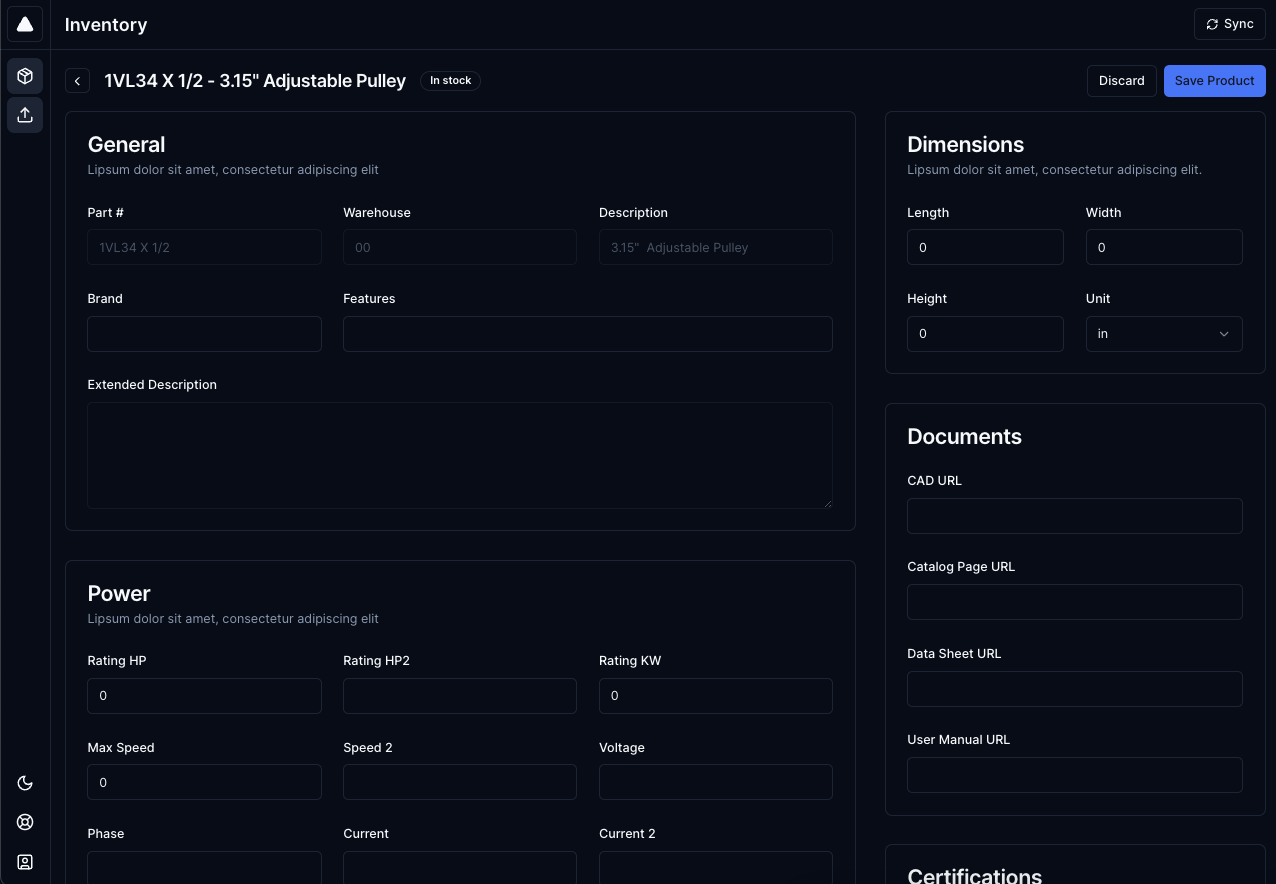 Inventory
Sync
1VL34 X 1/2 - 3.15" Adjustable Pulley
In stock
Discard
Save Product
General
Lipsum dolor sit amet, consectetur adipiscing elit
Part #
Warehouse
Description
1VL34 X 1/2
00
3.15"  Adjustable Pulley
Brand
Features
Extended Description
Power
Lipsum dolor sit amet, consectetur adipiscing elit
Rating HP
Rating HP2
Rating KW
0
0
Max Speed
Speed 2
Voltage
0
Phase
Current
Current 2
Dimensions
Lipsum dolor sit amet, consectetur adipiscing elit.
Length
Width
0
0
Height
Unit
0
in
Documents
CAD URL
Catalog Page URL
Data Sheet URL
User Manual URL
Certifications